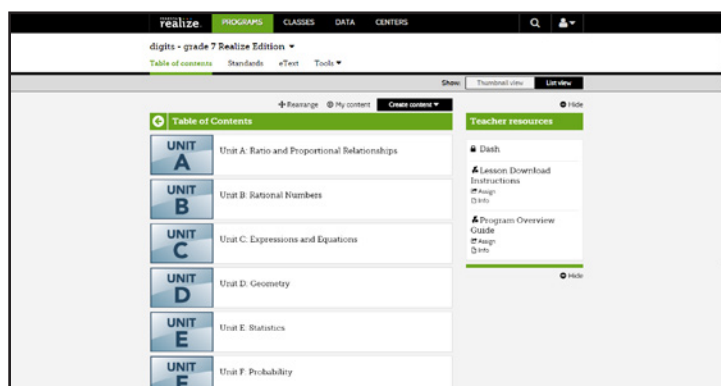 realize. PROGRAMS CLASSES DATA CENTERS
digits - grade 7 Realize Edition
Table of contents Standards eText Tools
Show: Thumbnail view List view
Rearrange My content Create content Hide
Table of Contents
Teacher resources
UNIT
A
Unit A: Ratio and Proportional Relationships
Dash
Lesson Download
Instructions
Assign
Info
UNIT
B
Unit B: Rational Numbers
Program Overview
Guide
Assign
Info
UNIT
C
Unit C: Expressions and Equations
Hide
UNIT
D
Unit D: Geometry
UNIT
E
Unit E: Statistics
UNIT
F
Unit F: Probability